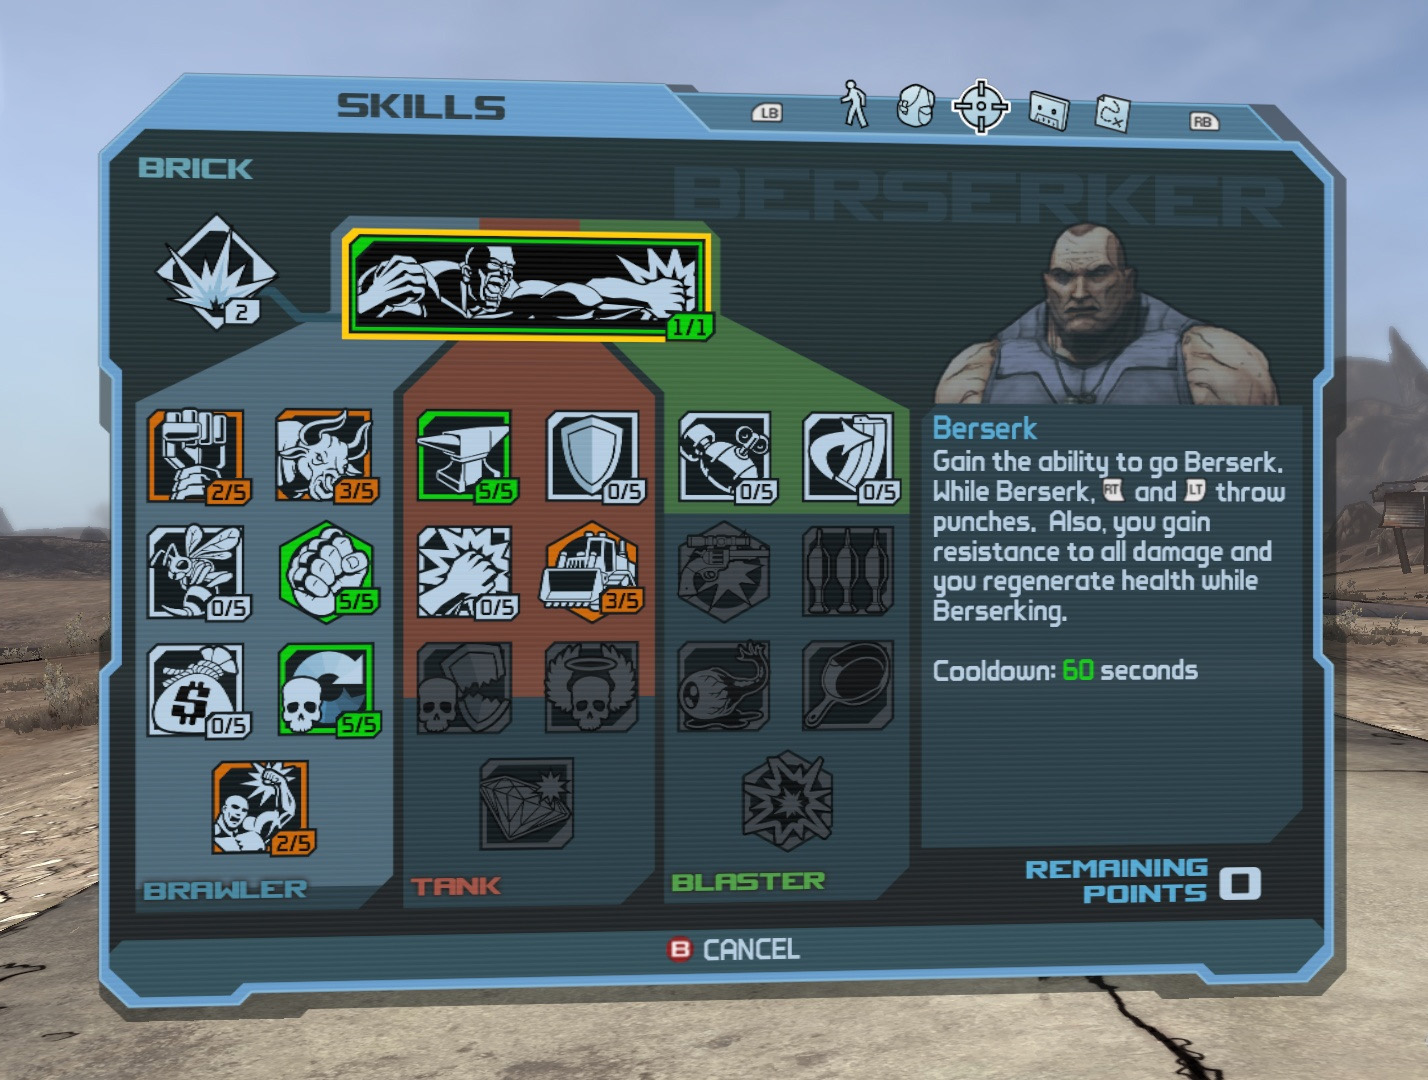 SKILLS
LB
RB
BRICK
BERSERKER
2
1/1
2/5
3/5
5/5
0/5
0/5
0/5
0/5
5/5
0/5
3/5
$
0/5
5/5
2/5
Berserk
Gain the ability to go Berserk.
While Berserk, RT and LT throw
punches. Also, you gain
resistance to all damage and
you regenerate health while
Berserking.
Cooldown: 60 seconds
BRAWLER
TANK
BLASTER
REMAINING
POINTS 0
B CANCEL